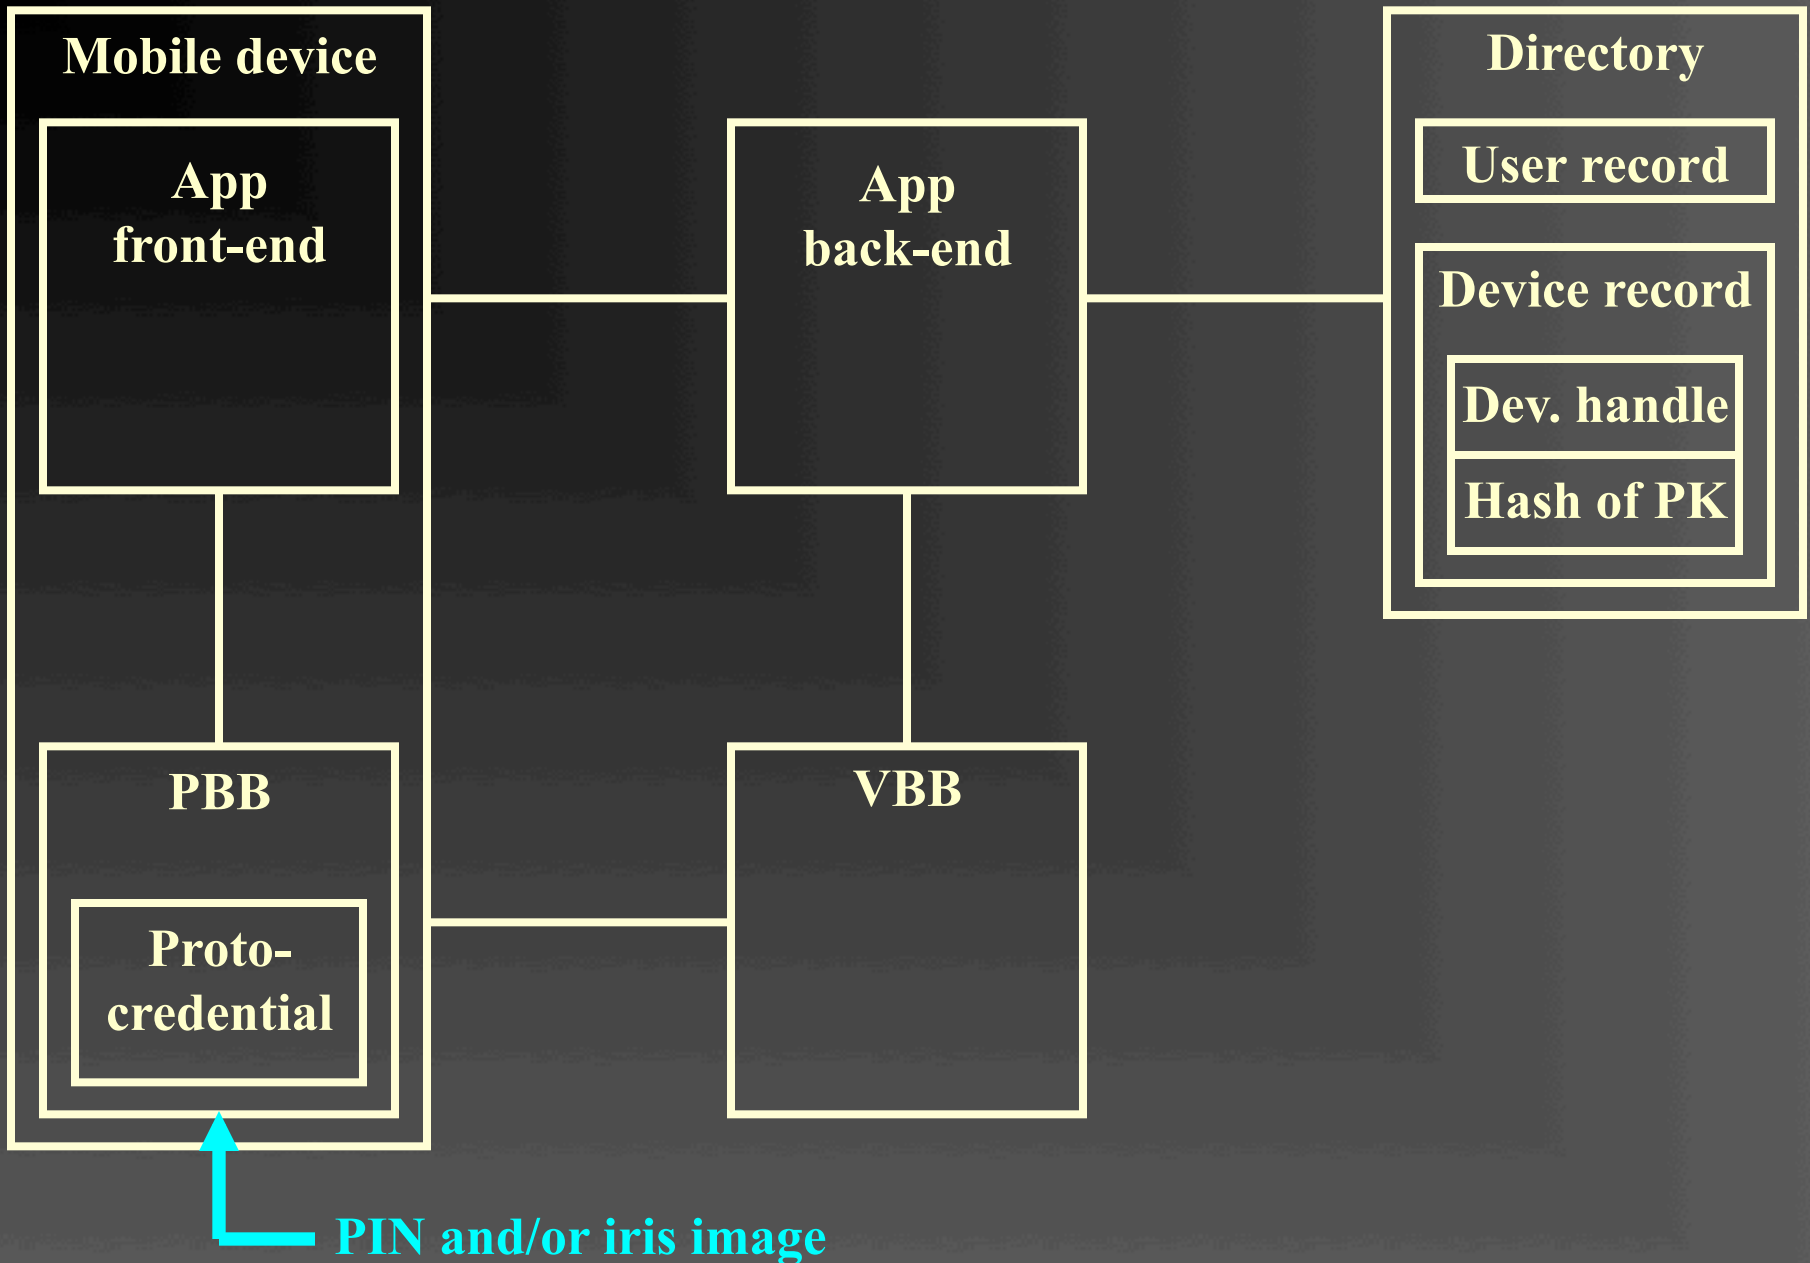 Mobile device
App
front-end
PBB
Proto-
credential
PIN and/or iris image
App
back-end
VBB
Directory
User record
Device record
Dev. handle
Hash of PK